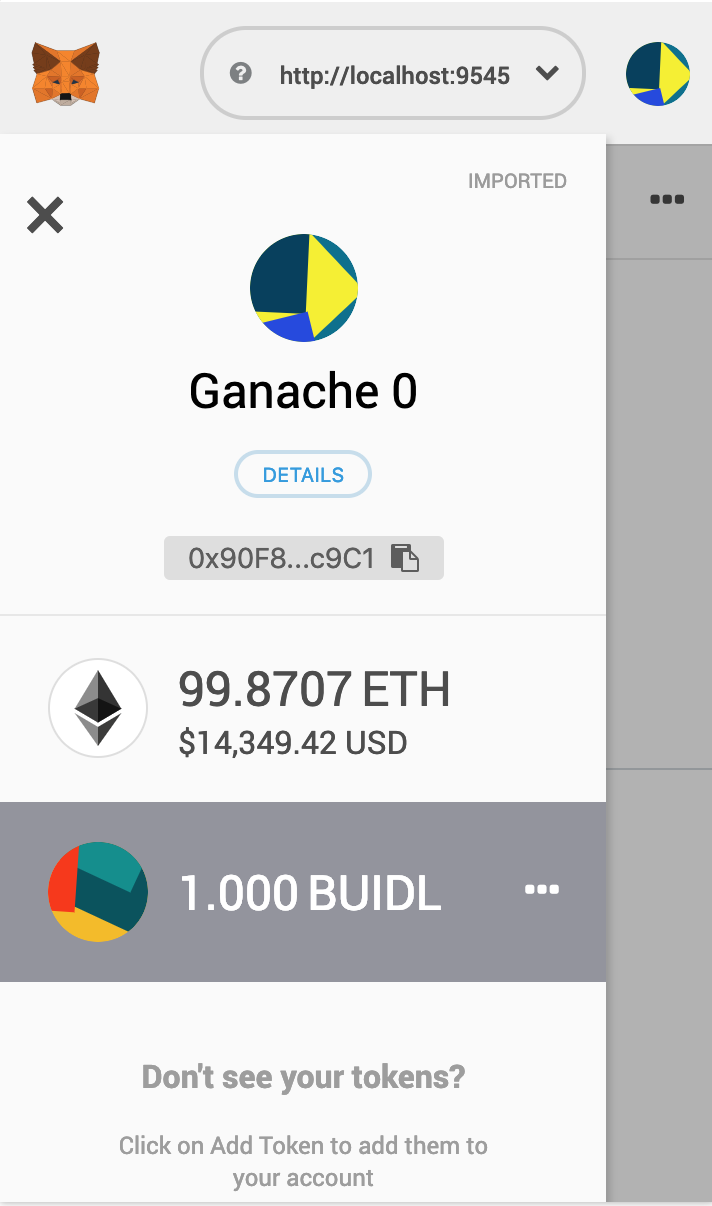 http://localhost:9545
IMPORTED
Ganache 0
DETAILS
0x90F8...c9C1
99.8707 ETH
$14,349.42 USD
1.000 BUIDL
Don't see your tokens?
Click on Add Token to add them to
your account